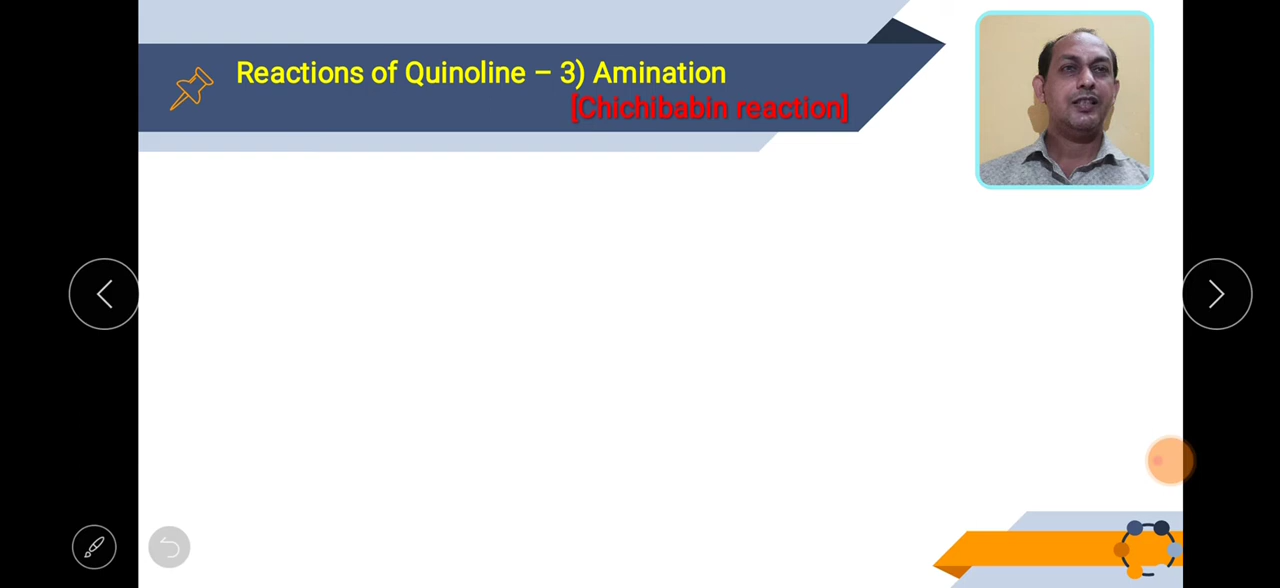 Reactions of Quinoline – 3) Amination
[Chichibabin reaction]